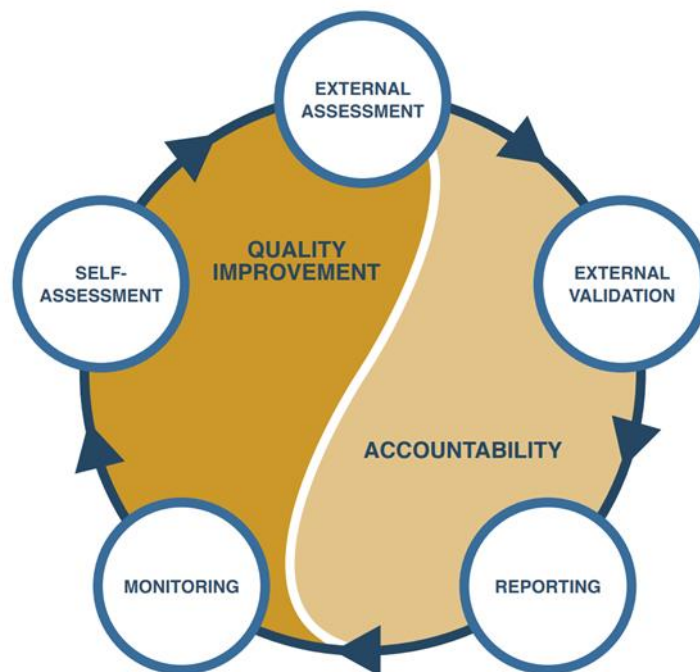 EXTERNAL
ASSESSMENT
QUALITY
IMPROVEMENT
SELF-
ASSESSMENT
EXTERNAL
VALIDATION
ACCOUNTABILITY
MONITORING
REPORTING